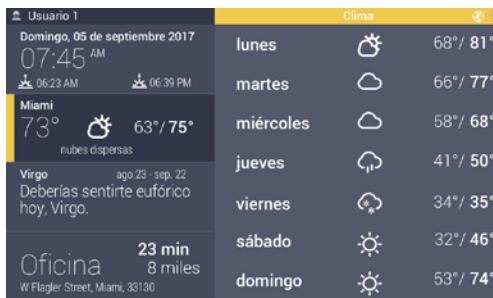 Usuario 1
Domingo, 05 de septiembre 2017
07:45 AM
06:23 AM 06:39 PM
Miami
73° 63°/75°
nubes dispersas
Virgo ago.23 - sep. 22
Deberías sentirte eufórico
hoy, Virgo.
Oficina 23 min
8 miles
W Flagler Street, Miami, 33130
Clima
lunes 68°/ 81°
martes 66°/ 77°
miércoles 58°/ 68°
jueves 41°/ 50°
viernes 34°/ 35°
sábado 32°/ 46°
domingo 53°/ 74°